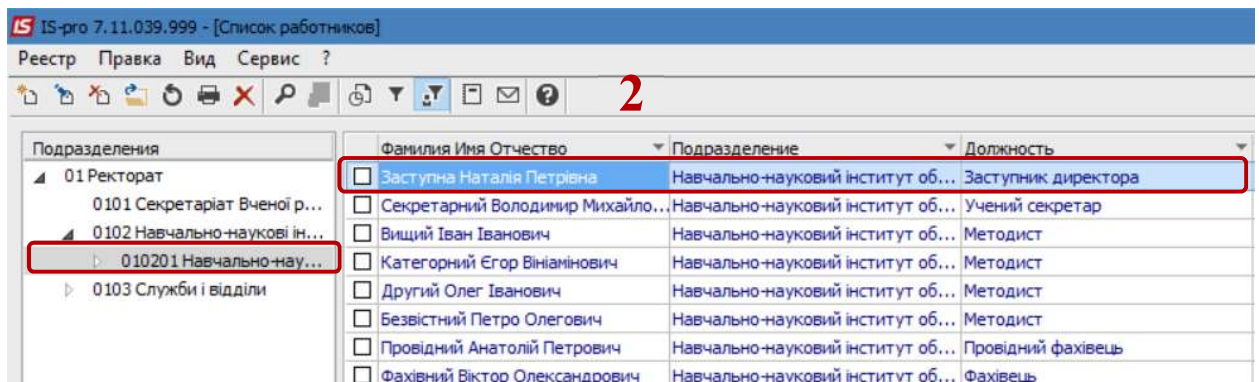 IS-pro 7.11.039.999 - [Список работников]
Реестр Правка Вид Сервис ?
2
Подразделения
01 Ректорат
0101 Секретаріат Вченої р...
0102 Навчально-наукові ін...
010201 Навчально-нау...
0103 Служби і відділи
Фамилия Имя Отчество Подразделение Должность
Заступна Наталія Петрівна Навчально-науковий інститут об... Заступник директора
Секретарний Володимир Михайло... Навчально-науковий інститут об... Учений секретар
Вищий Іван Іванович Навчально-науковий інститут об... Методист
Категорний Єгор Вініамінович Навчально-науковий інститут об... Методист
Другий Олег Іванович Навчально-науковий інститут об... Методист
Безвістний Петро Олегович Навчально-науковий інститут об... Методист
Провідний Анатолій Петрович Навчально-науковий інститут об... Провідний фахівець
Фахівний Віктор Олександрович Навчально-науковий інститут об... Фахівець